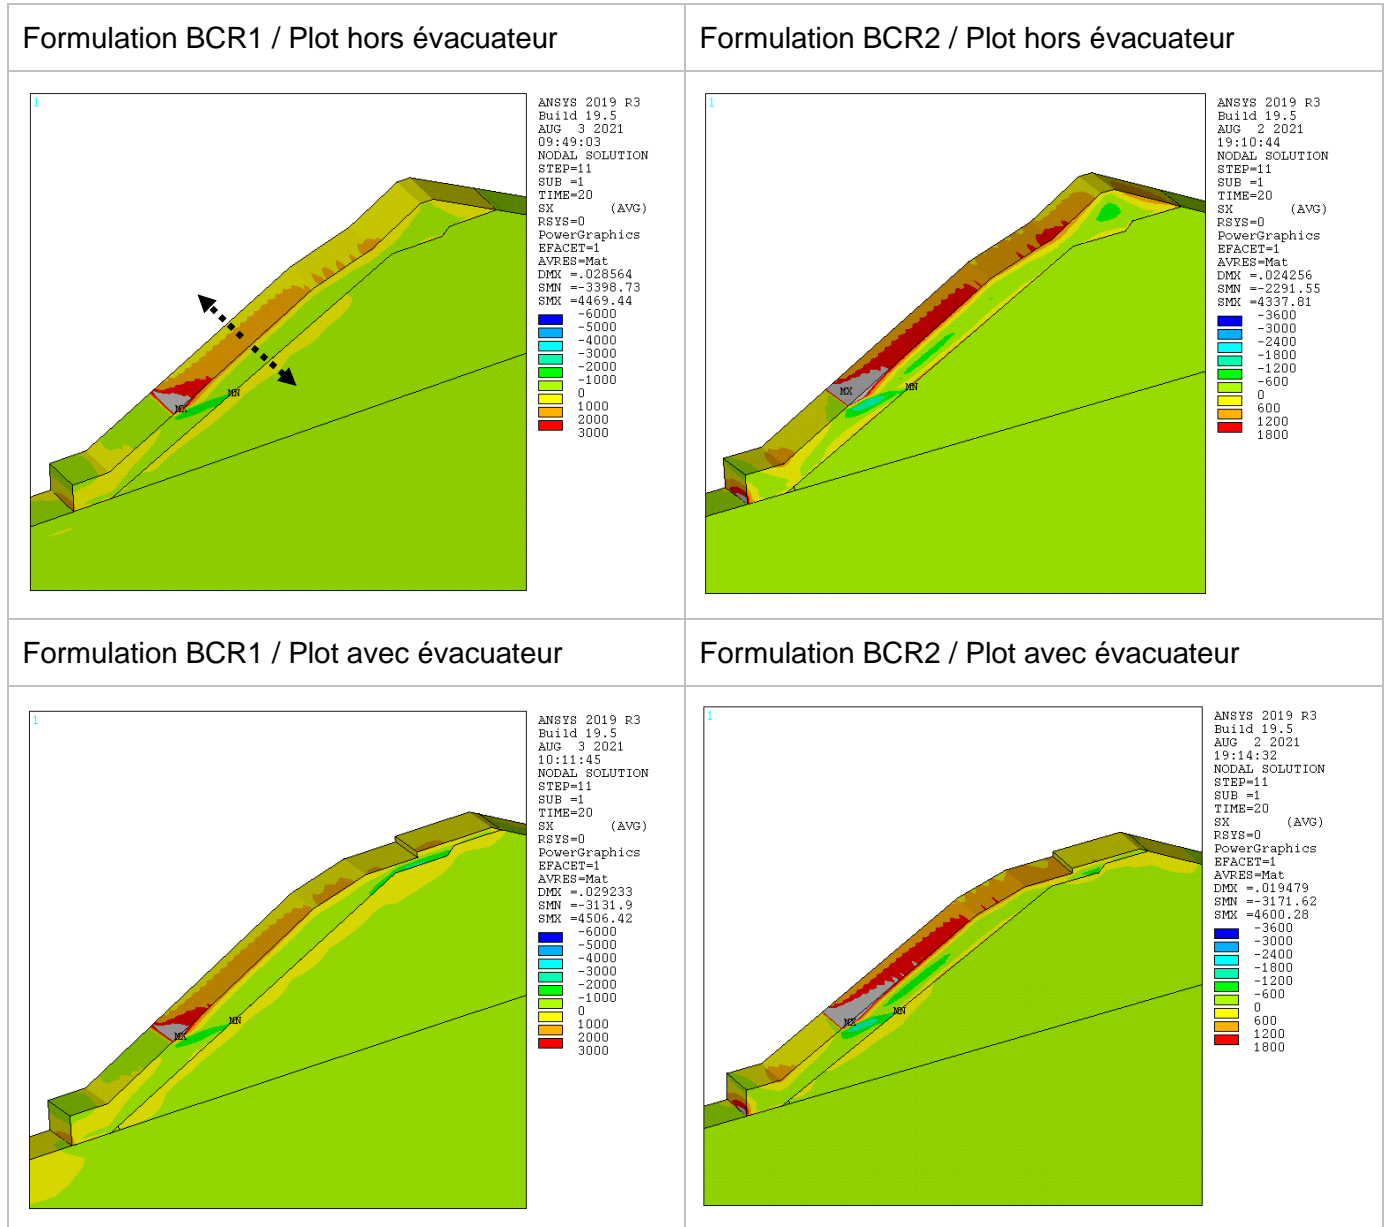 Formulation BCR1 / Plot hors évacuateur
Formulation BCR2 / Plot hors évacuateur
1
ANSYS 2019 R3
Build 19.5
AUG  3 2021
09:49:03
NODAL SOLUTION
STEP=11
SUB =1
TIME=20
SX       (AVG)
RSYS=0
PowerGraphics
EFACET=1
AVRES=Mat
DMX =.028564
SMN =-3398.73
SMX =4469.44
-6000
-5000
-4000
-3000
-2000
-1000
0
1000
2000
3000
MN
MX
1
ANSYS 2019 R3
Build 19.5
AUG  2 2021
19:10:44
NODAL SOLUTION
STEP=11
SUB =1
TIME=20
SX       (AVG)
RSYS=0
PowerGraphics
EFACET=1
AVRES=Mat
DMX =.024256
SMN =-2291.55
SMX =4337.81
-3600
-3000
-2400
-1800
-1200
-600
0
600
1200
1800
MN
MX
Formulation BCR1 / Plot avec évacuateur
Formulation BCR2 / Plot avec évacuateur
1
ANSYS 2019 R3
Build 19.5
AUG  3 2021
10:11:45
NODAL SOLUTION
STEP=11
SUB =1
TIME=20
SX       (AVG)
RSYS=0
PowerGraphics
EFACET=1
AVRES=Mat
DMX =.029233
SMN =-3131.9
SMX =4506.42
-6000
-5000
-4000
-3000
-2000
-1000
0
1000
2000
3000
MN
MX
1
ANSYS 2019 R3
Build 19.5
AUG  2 2021
19:14:32
NODAL SOLUTION
STEP=11
SUB =1
TIME=20
SX       (AVG)
RSYS=0
PowerGraphics
EFACET=1
AVRES=Mat
DMX =.019479
SMN =-3171.62
SMX =4600.28
-3600
-3000
-2400
-1800
-1200
-600
0
600
1200
1800
MN
MX